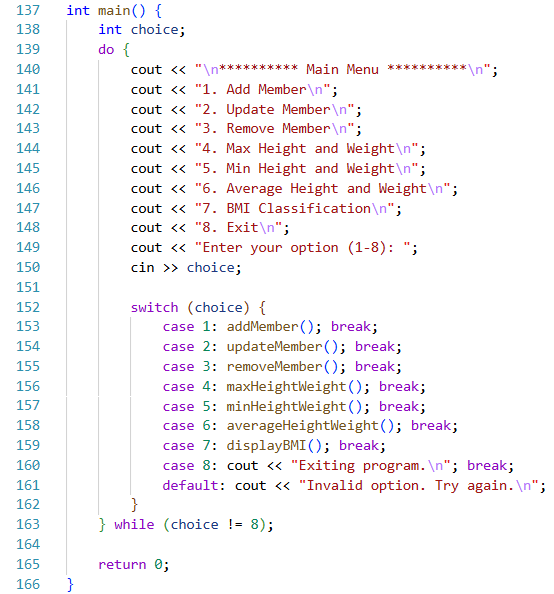 137 int main() {
138     int choice;
139     do {
140         cout << "\n********** Main Menu **********\n";
141         cout << "1. Add Member\n";
142         cout << "2. Update Member\n";
143         cout << "3. Remove Member\n";
144         cout << "4. Max Height and Weight\n";
145         cout << "5. Min Height and Weight\n";
146         cout << "6. Average Height and Weight\n";
147         cout << "7. BMI Classification\n";
148         cout << "8. Exit\n";
149         cout << "Enter your option (1-8): ";
150         cin >> choice;
151
152         switch (choice) {
153             case 1: addMember(); break;
154             case 2: updateMember(); break;
155             case 3: removeMember(); break;
156             case 4: maxHeightWeight(); break;
157             case 5: minHeightWeight(); break;
158             case 6: averageHeightWeight(); break;
159             case 7: displayBMI(); break;
160             case 8: cout << "Exiting program.\n"; break;
161             default: cout << "Invalid option. Try again.\n";
162         }
163     } while (choice != 8);
164
165     return 0;
166 }